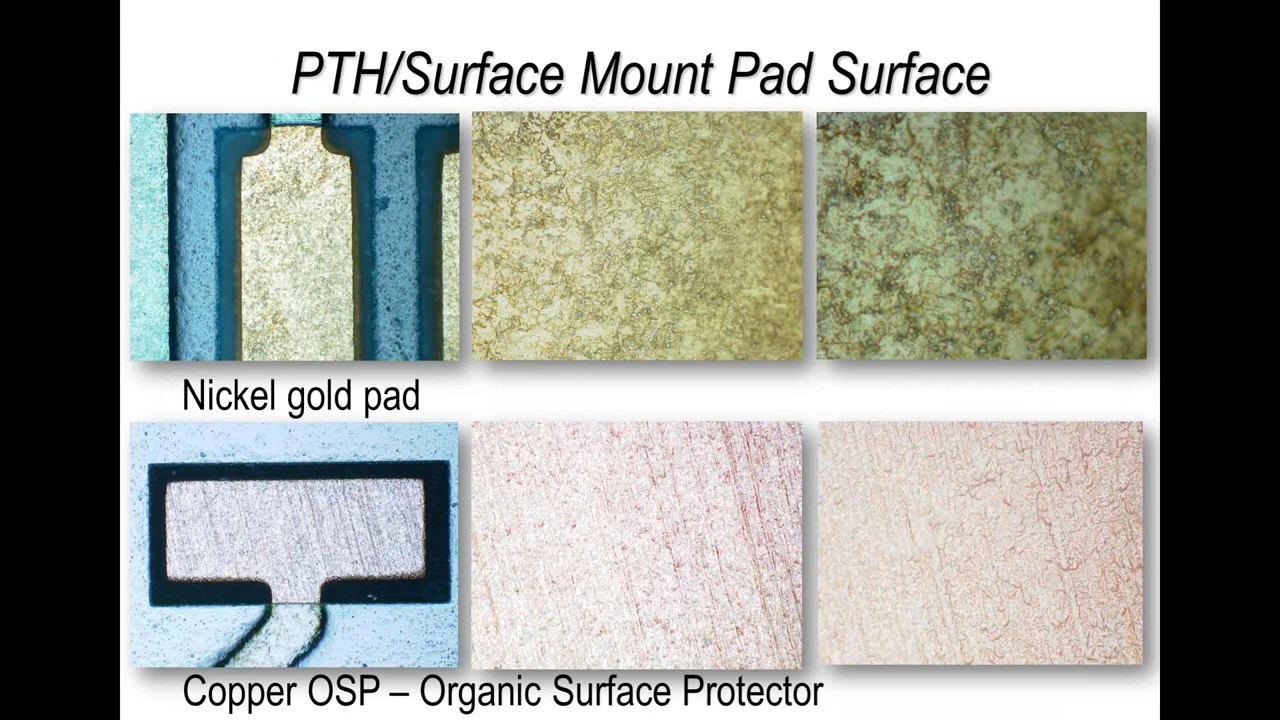 PTH/Surface Mount Pad Surface
Nickel gold pad
Copper OSP – Organic Surface Protector